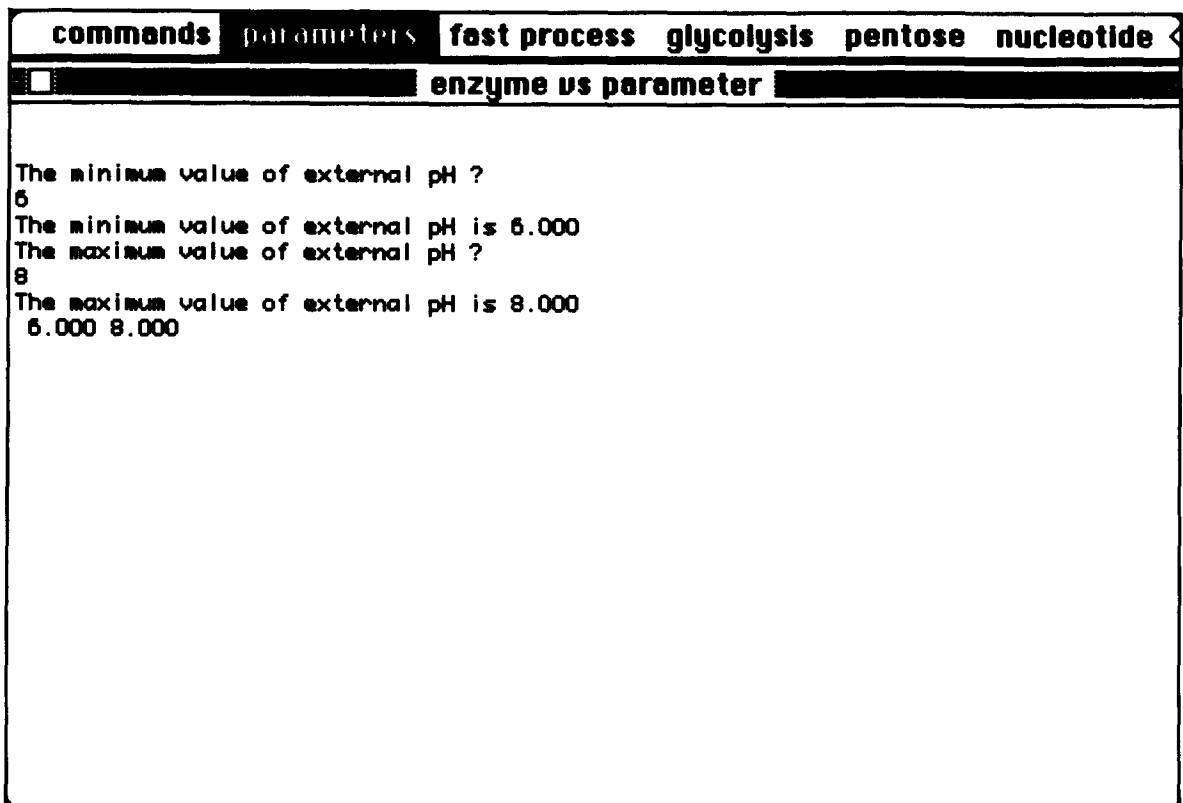 commands parameters fast process glycolysis pentose nucleotide
enzyme vs parameter
The minimum value of external pH ?
6
The minimum value of external pH is 6.000
The maximum value of external pH ?
8
The maximum value of external pH is 8.000
6.000 8.000